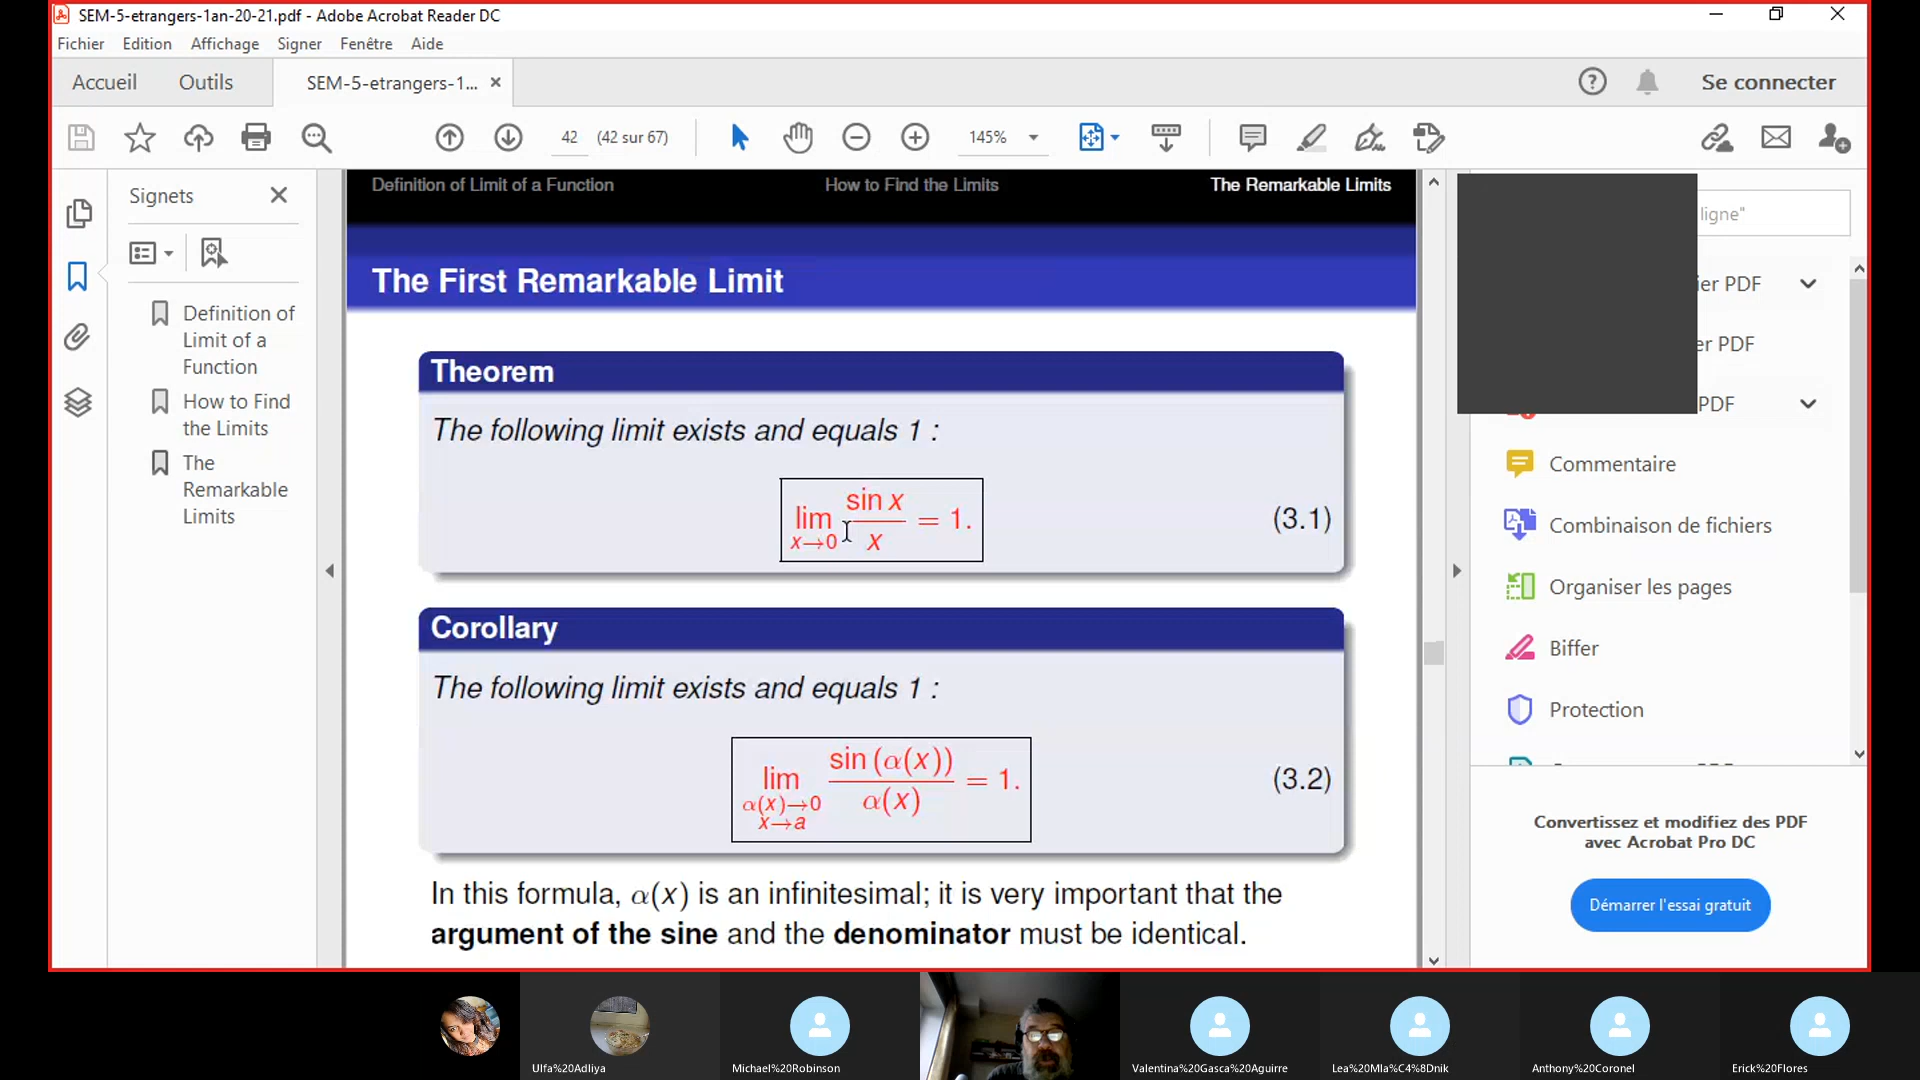 SEM-5-etrangers-1an-20-21.pdf - Adobe Acrobat Reader DC
Fichier Edition Affichage Signer Fenêtre Aide
Accueil Outils SEM-5-etrangers-1... × Se connecter
42 (42 sur 67) 145%
Signets
Definition of Limit of a Function
How to Find the Limits
The Remarkable Limits
Definition of Limit of a Function How to Find the Limits The Remarkable Limits
The First Remarkable Limit
Theorem
The following limit exists and equals 1 :
lim x→0 sin x / x = 1. (3.1)
Corollary
The following limit exists and equals 1 :
lim α(x)→0 x→a sin (α(x)) / α(x) = 1. (3.2)
In this formula, α(x) is an infinitesimal; it is very important that the
argument of the sine and the denominator must be identical.
ligne"
ier PDF
er PDF
PDF
Commentaire
Combinaison de fichiers
Organiser les pages
Biffer
Protection
Convertissez et modifiez des PDF
avec Acrobat Pro DC
Démarrer l'essai gratuit
Ulfa%20Adliya
Michael%20Robinson
Valentina%20Gasca%20Aguirre
Lea%20Mla%C4%8Dnik
Anthony%20Coronel
Erick%20Flores